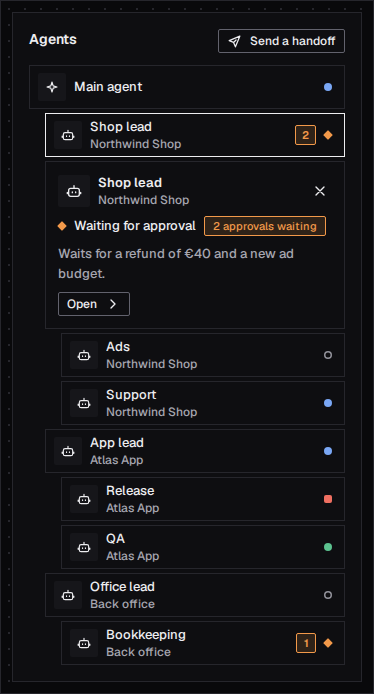 Agents
Send a handoff
Main agent
Shop lead
2
Northwind Shop
Shop lead
Northwind Shop
Waiting for approval
2 approvals waiting
Waits for a refund of €40 and a new ad
budget.
Open
Ads
Northwind Shop
Support
Northwind Shop
App lead
Atlas App
Release
Atlas App
QA
Atlas App
Office lead
Back office
Bookkeeping
1
Back office